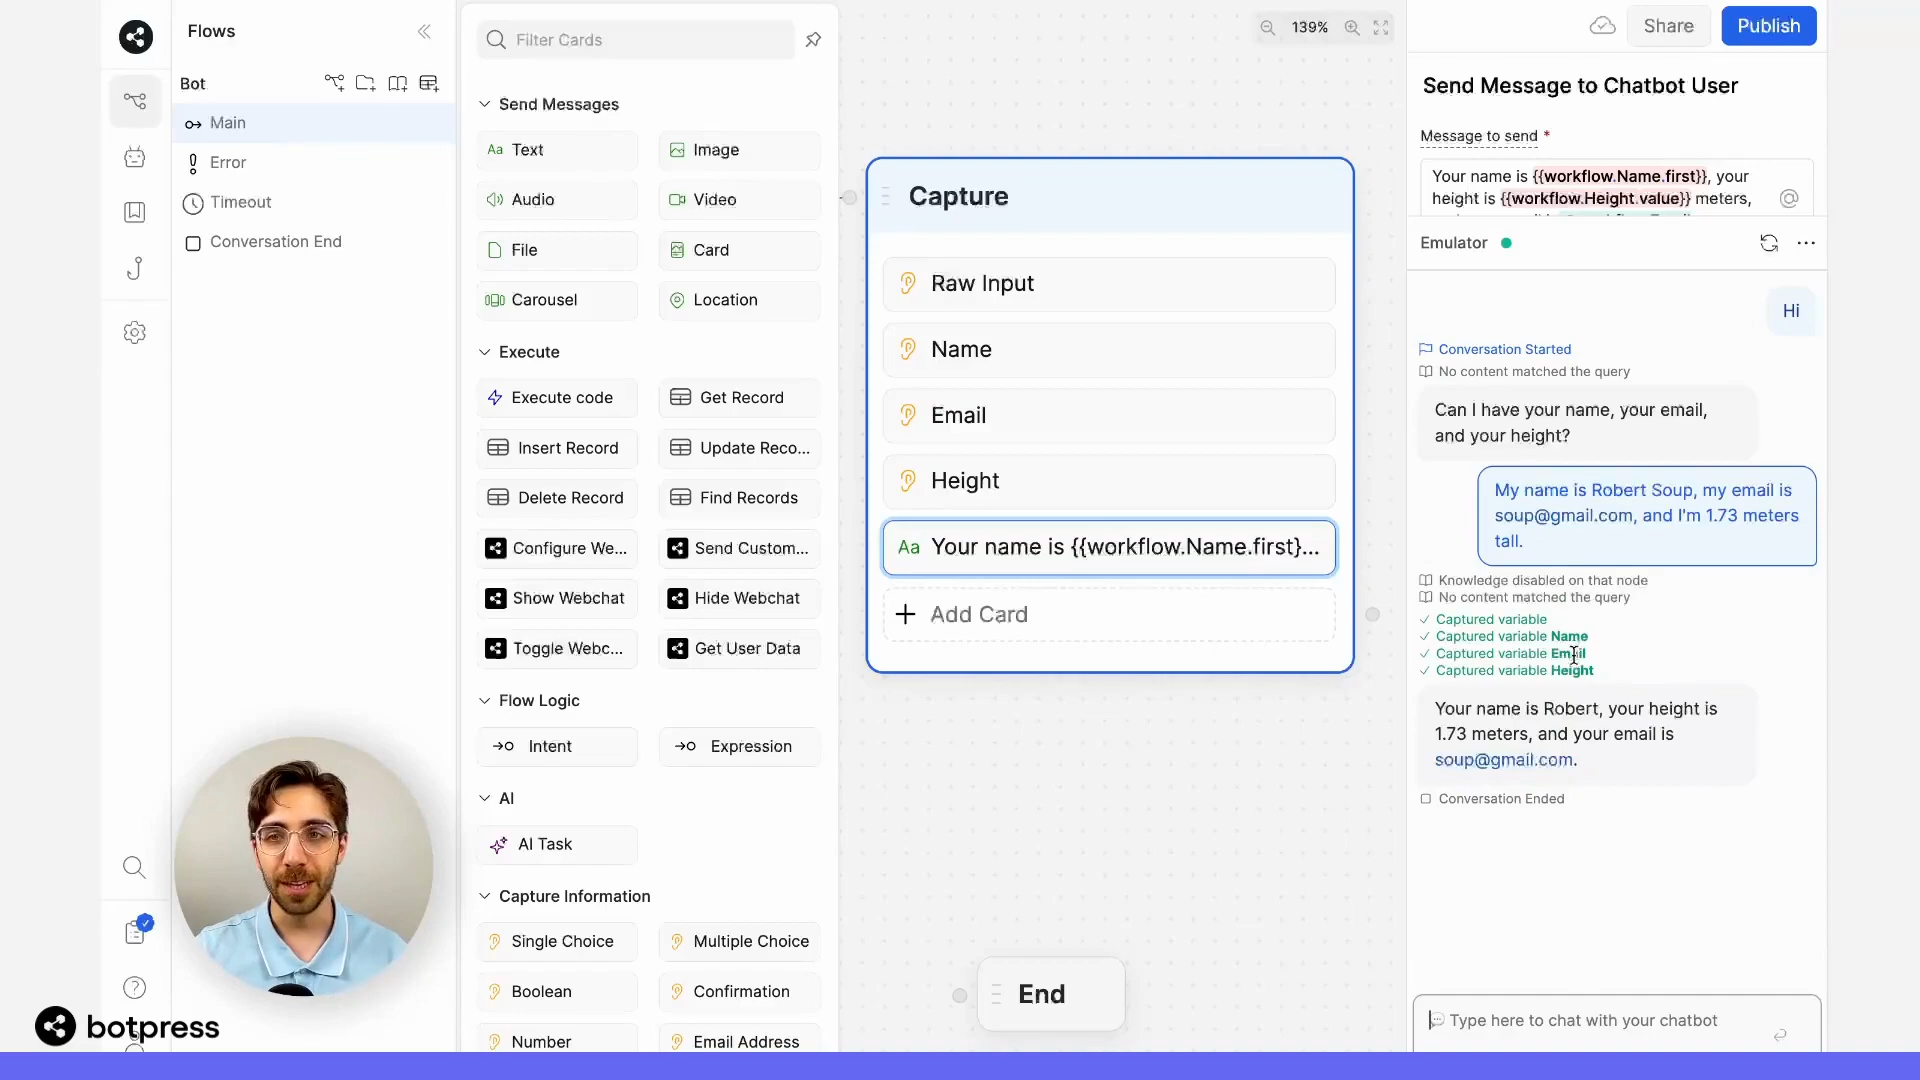 Flows
Bot
Main
Error
Timeout
Conversation End
botpress
Filter Cards
Send Messages
Aa Text
Image
Audio
Video
File
Card
Carousel
Location
Execute
Execute code
Get Record
Insert Record
Update Reco...
Delete Record
Find Records
Configure We...
Send Custom...
Show Webchat
Hide Webchat
Toggle Webc...
Get User Data
Flow Logic
Intent
Expression
AI
AI Task
Capture Information
Single Choice
Multiple Choice
Boolean
Confirmation
Number
Email Address
139%
Capture
Raw Input
Name
Email
Height
Aa Your name is {{workflow.Name.first}...
Add Card
End
Share
Publish
Send Message to Chatbot User
Message to send *
Your name is {{workflow.Name.first}}, your
height is {{workflow.Height.value}} meters,
Emulator
Hi
Conversation Started
No content matched the query
Can I have your name, your email,
and your height?
My name is Robert Soup, my email is
soup@gmail.com, and I'm 1.73 meters
tall.
Knowledge disabled on that node
No content matched the query
Captured variable
Captured variable Name
Captured variable Email
Captured variable Height
Your name is Robert, your height is
1.73 meters, and your email is
soup@gmail.com.
Conversation Ended
Type here to chat with your chatbot